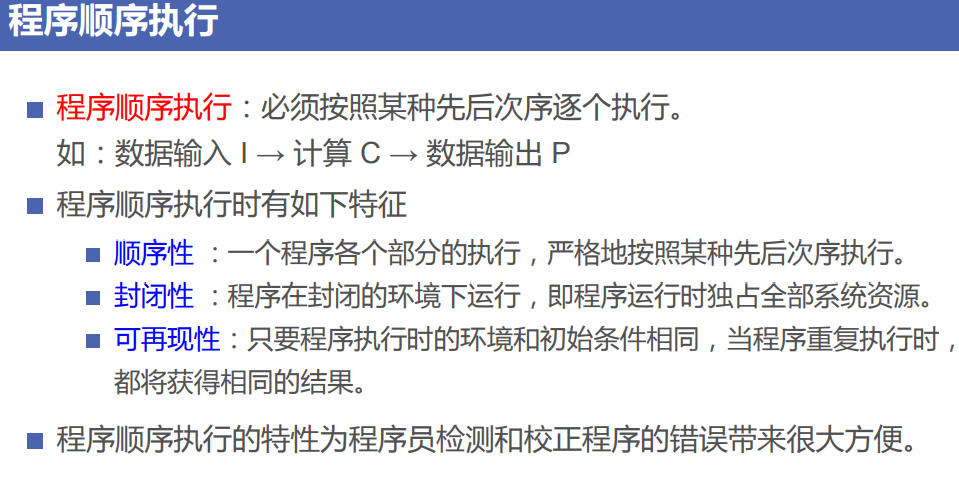 程序顺序执行
程序顺序执行：必须按照某种先后次序逐个执行。
如：数据输入 I → 计算 C → 数据输出 P
程序顺序执行时有如下特征
顺序性 ：一个程序各个部分的执行，严格地按照某种先后次序执行。
封闭性 ：程序在封闭的环境下运行，即程序运行时独占全部系统资源。
可再现性：只要程序执行时的环境和初始条件相同，当程序重复执行时，
都将获得相同的结果。
程序顺序执行的特性为程序员检测和校正程序的错误带来很大方便。